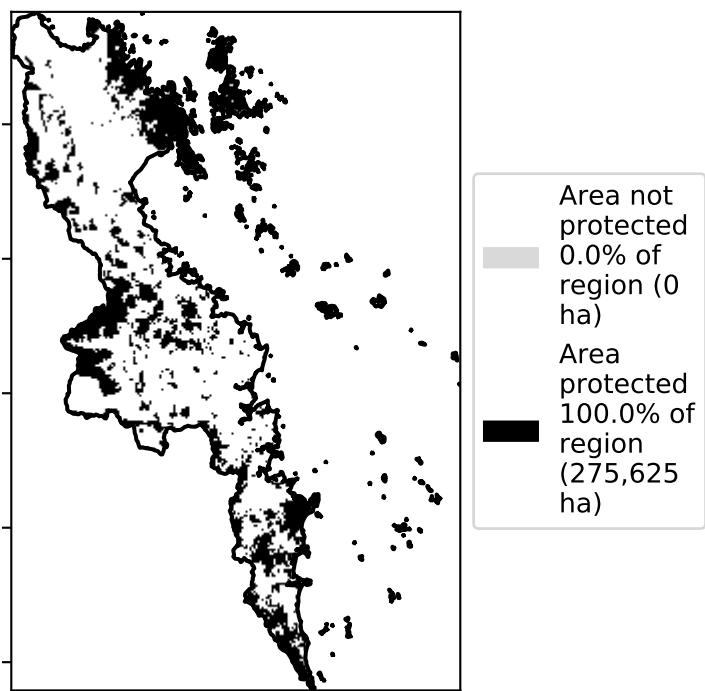 Area not
protected
0.0% of
region (0
ha)
Area
protected
100.0% of
region
(275,625
ha)